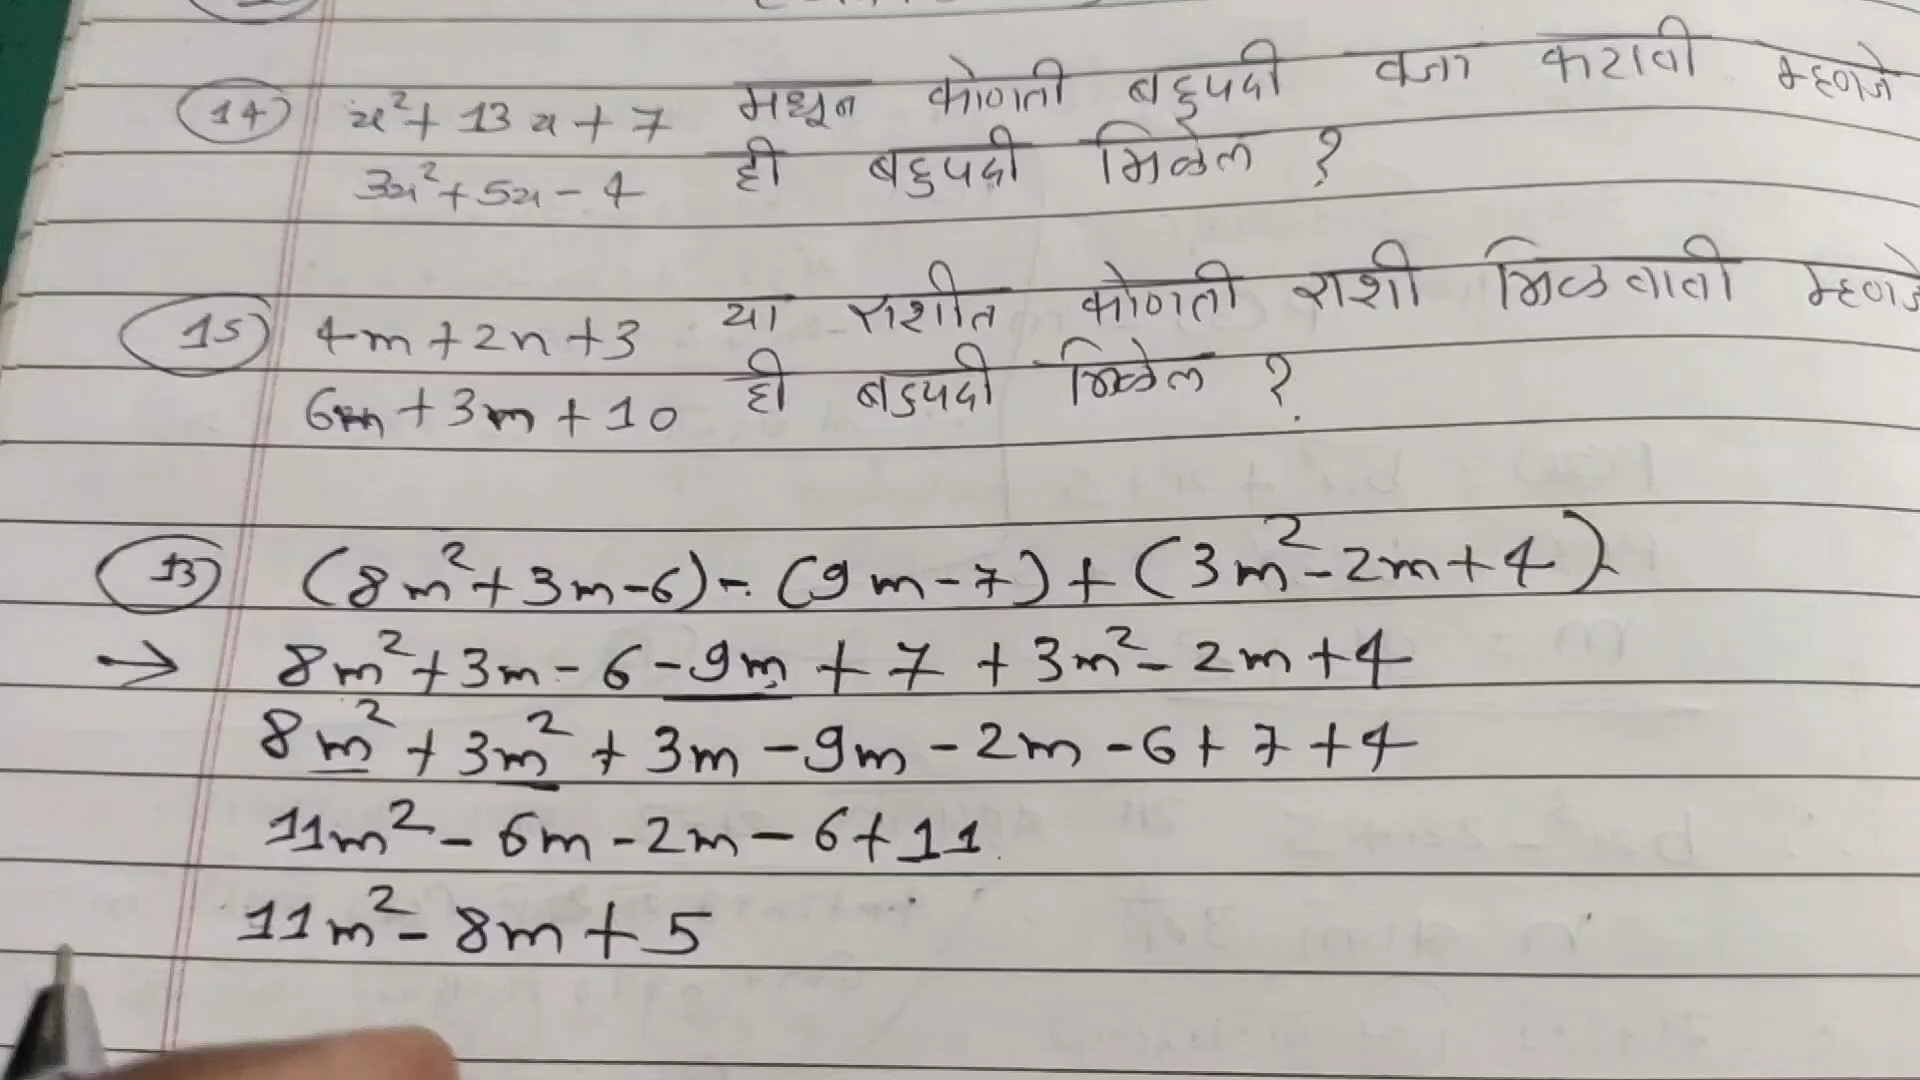 14 x² + 13x + 7 मधून कोणती बहुपदी वजा करावी म्हणजे
3x² + 5x - 4 ही बहुपदी मिळेल ?
15 4m + 2n + 3 या राशीत कोणती राशी मिळवावी म्हणजे
6m + 3m + 10 ही बहुपदी मिळेल ?
13 (8m² + 3m - 6) - (9m - 7) + (3m² - 2m + 4)
→ 8m² + 3m - 6 - 9m + 7 + 3m² - 2m + 4
8m² + 3m² + 3m - 9m - 2m - 6 + 7 + 4
11m² - 6m - 2m - 6 + 11
11m² - 8m + 5